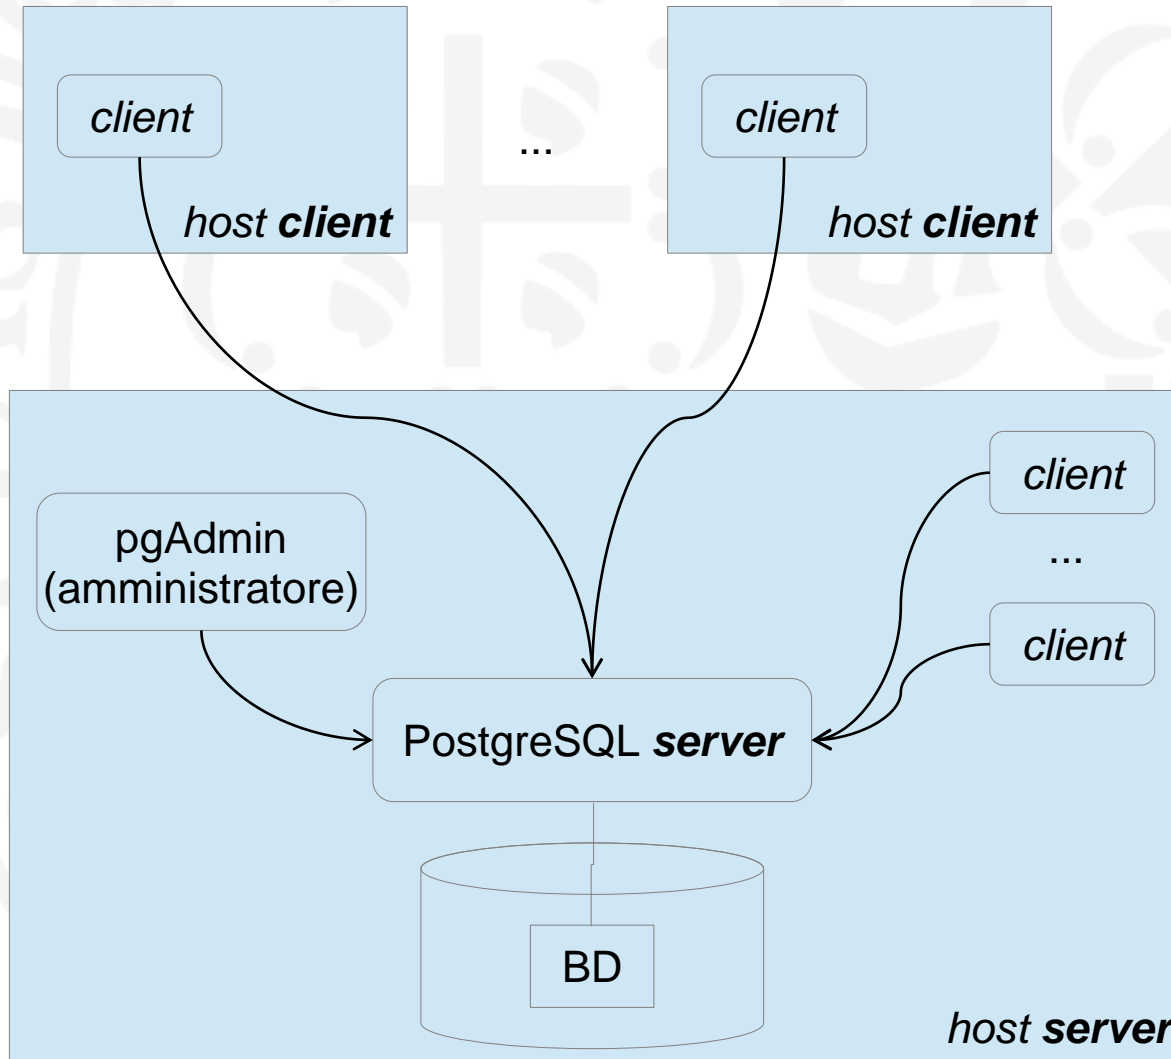 client
...
client
host client
host client
client
pgAdmin
(amministratore)
...
client
PostgreSQL server
BD
host server